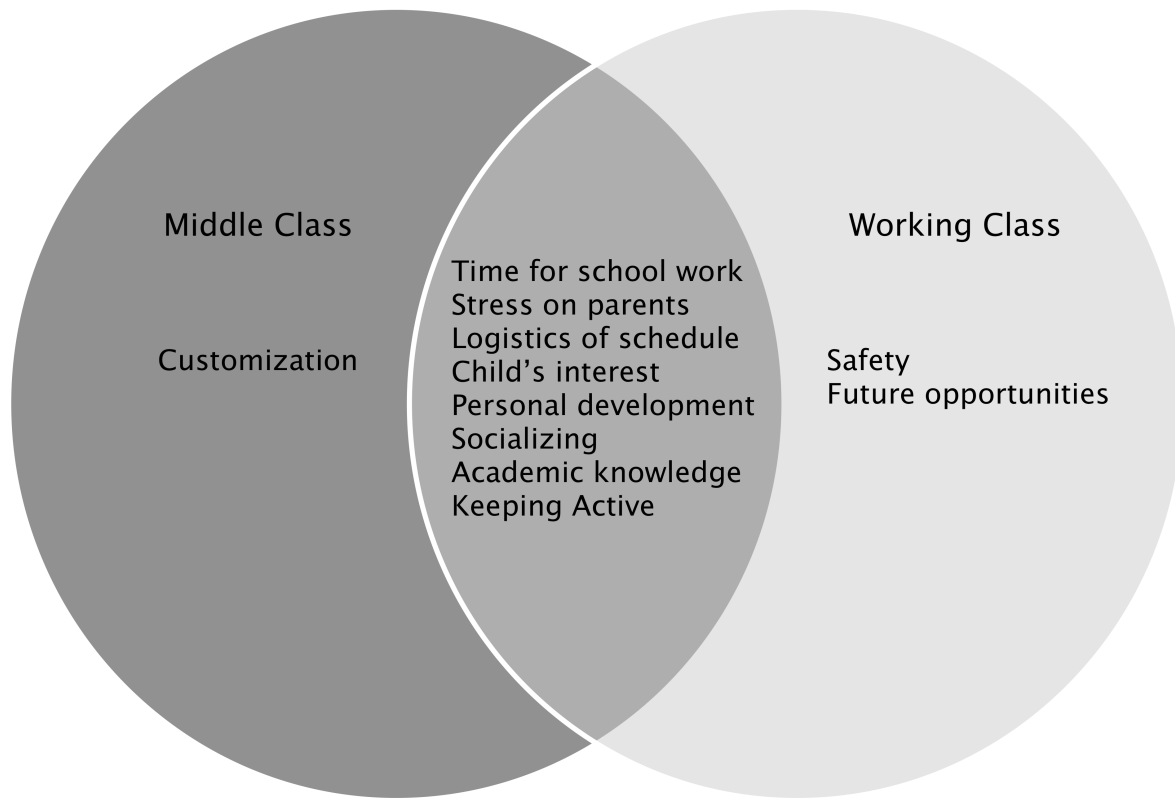 Middle Class
Customization
Time for school work
Stress on parents
Logistics of schedule
Child’s interest
Personal development
Socializing
Academic knowledge
Keeping Active
Working Class
Safety
Future opportunities